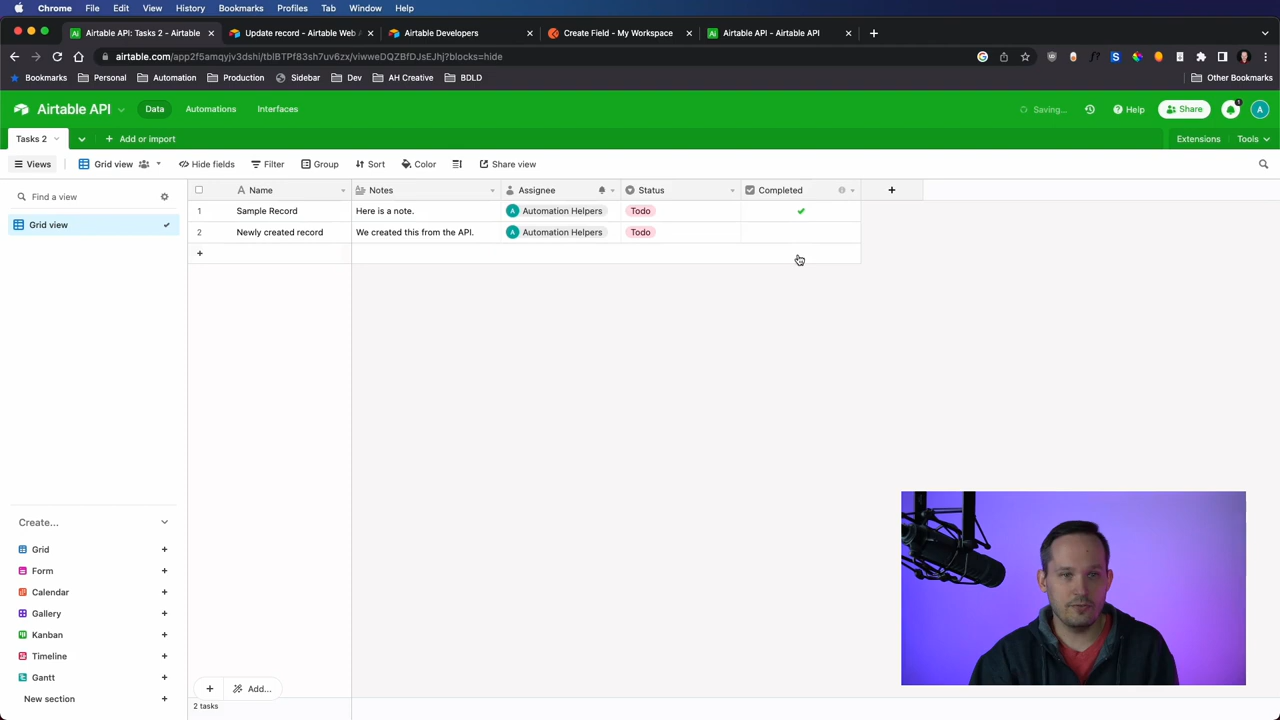 Chrome File Edit View History Bookmarks Profiles Tab Window Help
Airtable API: Tasks 2 - Airtable Update record - Airtable Web A Airtable Developers Create Field - My Workspace Airtable API - Airtable API
airtable.com/app2f5amqyjv3dshi/tblBTPf83sh7uv6zx/viwweDQZBfDJsEJhj?blocks=hide
Bookmarks Personal Automation Production Sidebar Dev AH Creative BDLD Other Bookmarks
Airtable API Data Automations Interfaces Saving... Help Share 1 A
Tasks 2 Add or import Extensions Tools
Views Grid view Hide fields Filter Group Sort Color Share view
Find a view
Name Notes Assignee Status Completed
1 Sample Record Here is a note. A Automation Helpers Todo
Grid view
2 Newly created record We created this from the API. A Automation Helpers Todo
Create...
Grid
Form
Calendar
Gallery
Kanban
Timeline
Gantt
New section
Add...
2 tasks